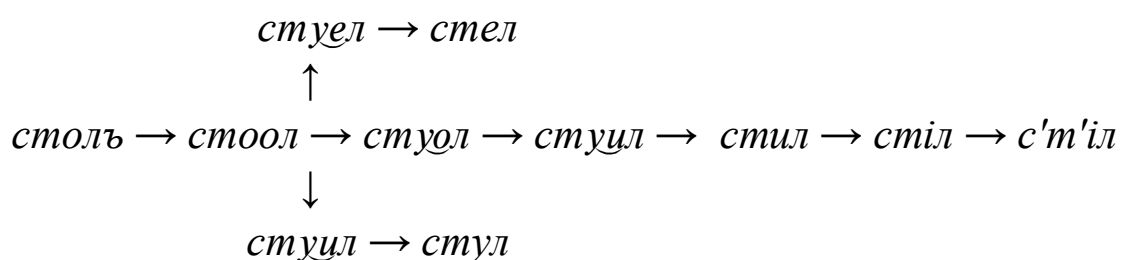 стуел → стел
↑
столъ → стоол → стуол → стуил → стил → стіл → с'т'іл
↓
стуил → стул